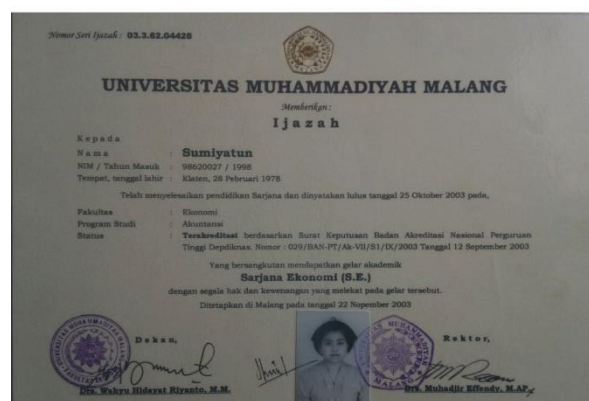 Nomor Seri Ijazah : 03.3.62.04428
UNIVERSITAS MUHAMMADIYAH MALANG
Memberikan :
Ijazah
Kepada
Nama : Sumiyatun
NIM / Tahun Masuk : 98620027 / 1998
Tempat, tanggal lahir : Klaten, 28 Pebruari 1978
Telah menyelesaikan pendidikan Sarjana dan dinyatakan lulus tanggal 25 Oktober 2003 pada,
Fakultas : Ekonomi
Program Studi : Akuntansi
Status : Terakreditasi berdasarkan Surat Keputusan Badan Akreditasi Nasional Perguruan
Tinggi Depdiknas. Nomor : 029/BAN-PT/Ak-VII/S1/IX/2003 Tanggal 12 September 2003
Yang bersangkutan mendapatkan gelar akademik
Sarjana Ekonomi (S.E.)
dengan segala hak dan kewenangan yang melekat pada gelar tersebut.
Ditetapkan di Malang pada tanggal 22 Nopember 2003
Dekan,
Rektor,
Drs. Wahyu Hidayat Riyanto, M.M.
Drs. Muhadjir Effendy, M.AP.